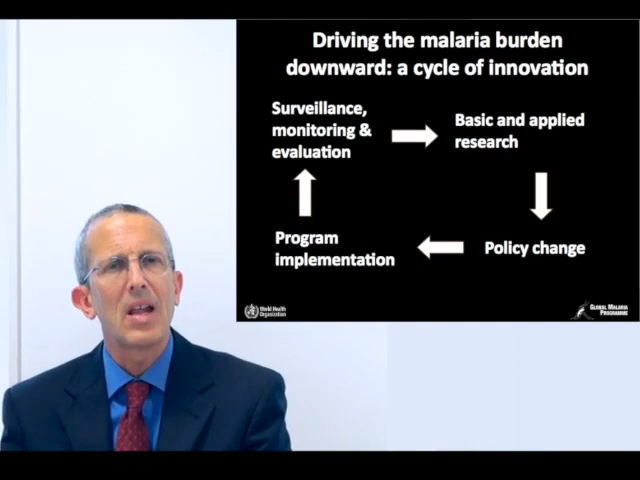 Driving the malaria burden
downward: a cycle of innovation
Surveillance,
monitoring &
evaluation
Basic and applied
research
Program
implementation
Policy change
World Health
Organization
GLOBAL MALARIA
PROGRAMME